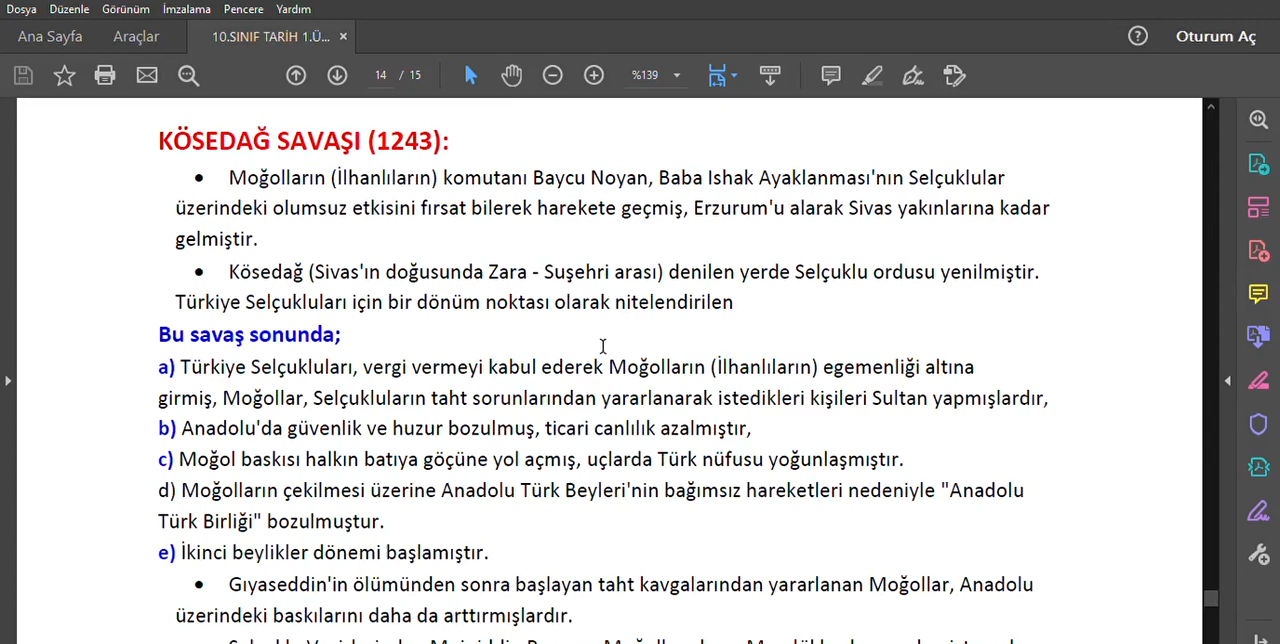 Dosya Düzenle Görünüm İmzalama Pencere Yardım
Ana Sayfa Araçlar 10.SINIF TARİH 1.Ü... × Oturum Aç
14 / 15 %139
KÖSEDAĞ SAVAŞI (1243):
• Moğolların (İlhanlıların) komutanı Baycu Noyan, Baba Ishak Ayaklanması'nın Selçuklular
üzerindeki olumsuz etkisini fırsat bilerek harekete geçmiş, Erzurum'u alarak Sivas yakınlarına kadar
gelmiştir.
• Kösedağ (Sivas'ın doğusunda Zara - Suşehri arası) denilen yerde Selçuklu ordusu yenilmiştir.
Türkiye Selçukluları için bir dönüm noktası olarak nitelendirilen
Bu savaş sonunda;
a) Türkiye Selçukluları, vergi vermeyi kabul ederek Moğolların (İlhanlıların) egemenliği altına
girmiş, Moğollar, Selçukluların taht sorunlarından yararlanarak istedikleri kişileri Sultan yapmışlardır,
b) Anadolu'da güvenlik ve huzur bozulmuş, ticari canlılık azalmıştır,
c) Moğol baskısı halkın batıya göçüne yol açmış, uçlarda Türk nüfusu yoğunlaşmıştır.
d) Moğolların çekilmesi üzerine Anadolu Türk Beyleri'nin bağımsız hareketleri nedeniyle "Anadolu
Türk Birliği" bozulmuştur.
e) İkinci beylikler dönemi başlamıştır.
• Gıyaseddin'in ölümünden sonra başlayan taht kavgalarından yararlanan Moğollar, Anadolu
üzerindeki baskılarını daha da arttırmışlardır.